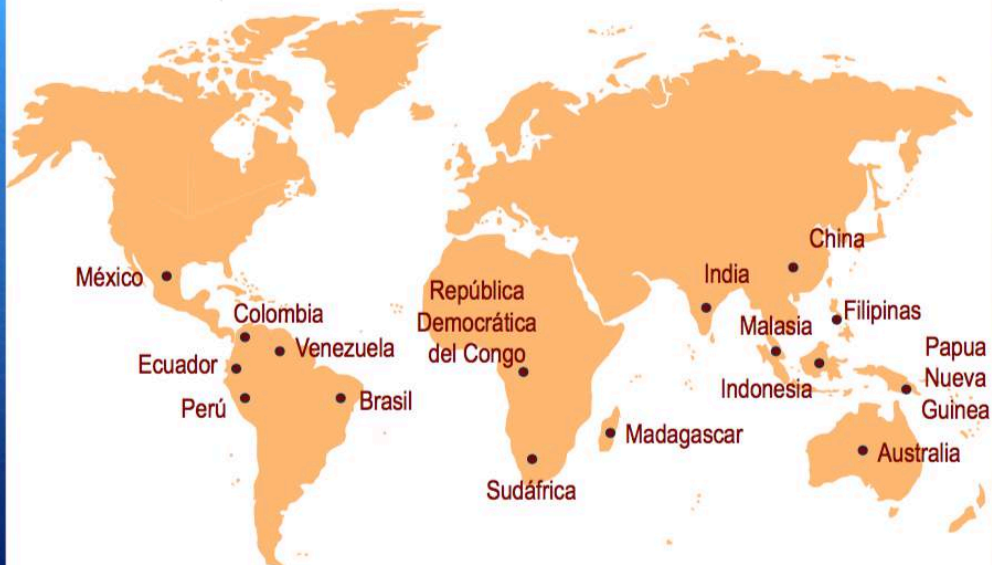 China
India
México
República
Democrática
del Congo
Colombia
Filipinas
Malasia
Venezuela
Papua
Nueva
Guinea
Ecuador
Indonesia
Perú
Brasil
Madagascar
Australia
Sudáfrica